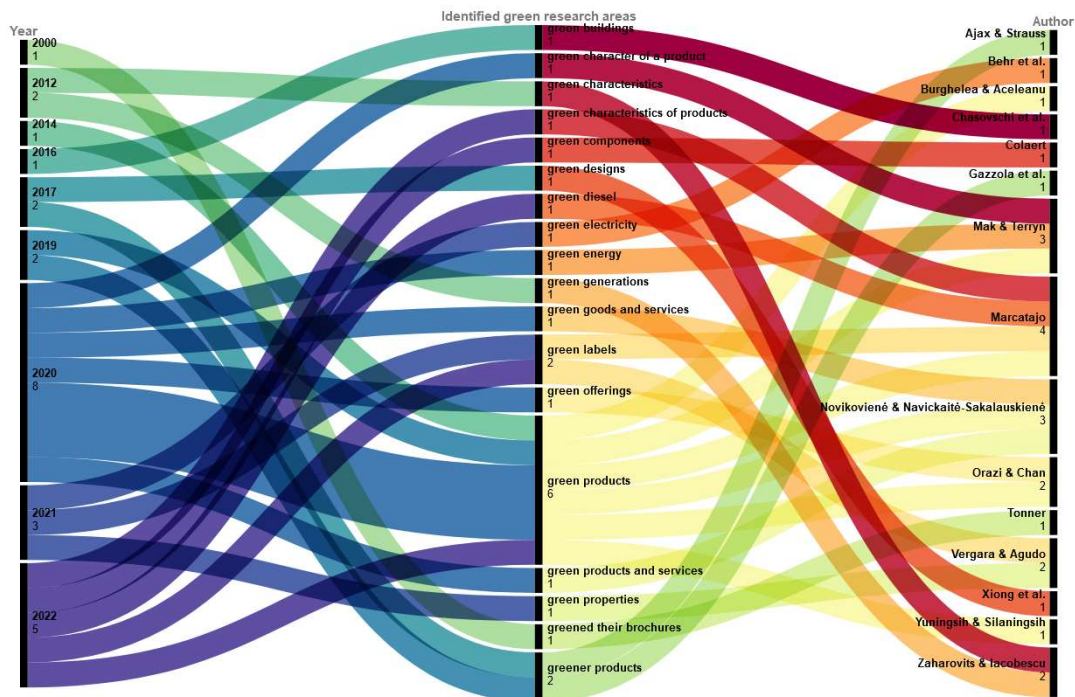 Year
2000
1
2012
2
2014
1
2016
1
2017
2
2019
2
2020
8
2021
3
2022
5
Identified green research areas
green buildings
1
green character of a product
1
green characteristics
1
green characteristics of products
1
green components
1
green designs
1
green diesel
1
green electricity
1
green energy
1
green generations
1
green goods and services
1
green labels
2
green offerings
1
green products
6
green products and services
1
green properties
1
greened their brochures
1
greener products
2
Author
Ajax & Strauss
1
Behr et al.
1
Burghelea & Aceleanu
1
Chasovschi et al.
1
Colaert
1
Gazzola et al.
1
Mak & Terryn
3
Marcatajo
4
Novikovienė & Navickaitė-Sakalauskienė
3
Orazi & Chan
2
Tonner
1
Vergara & Agudo
2
Xiong et al.
1
Yuningsih & Silaningsih
1
Zaharovits & Iacobescu
2